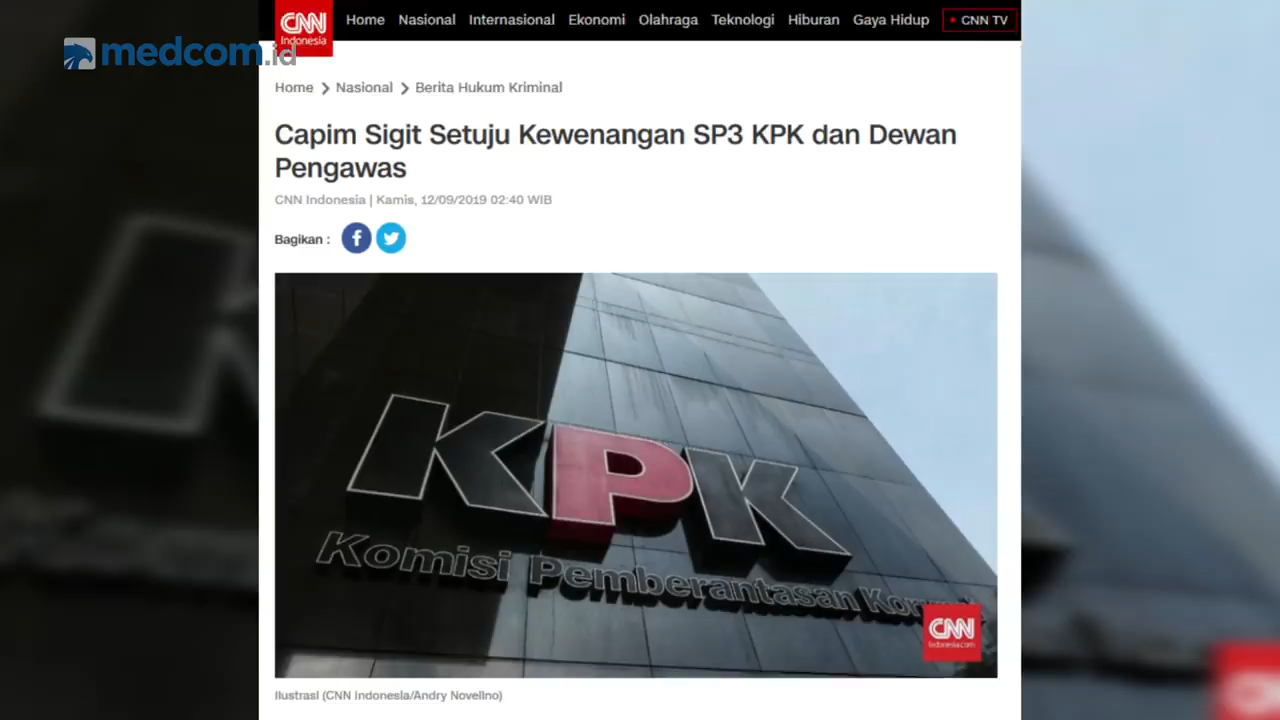 medcom.id
CNN
Indonesia
Home Nasional Internasional Ekonomi Olahraga Teknologi Hiburan Gaya Hidup CNN TV
Home > Nasional > Berita Hukum Kriminal
Capim Sigit Setuju Kewenangan SP3 KPK dan Dewan
Pengawas
CNN Indonesia | Kamis, 12/09/2019 02:40 WIB
Bagikan :
KPK
Komisi Pemberantasan
CNN
Indonesia.com
Ilustrasi (CNN Indonesia/Andry Novelino)